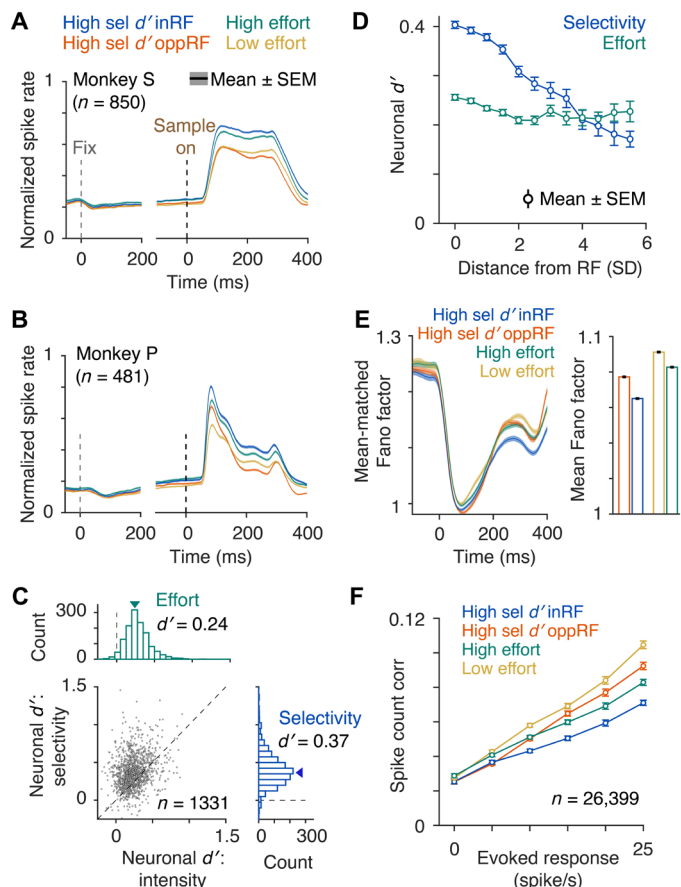 A
High sel d′ inRF
High effort
High sel d′ oppRF
Low effort
Monkey S
(n = 850)
Mean ± SEM
Normalized spike rate
1
0
Fix
Sample
on
0
200
0
400
Time (ms)
B
Monkey P
(n = 481)
Normalized spike rate
1
0
0
200
0
400
Time (ms)
C
Effort
d′ = 0.24
Count
300
0
Neuronal d′:
selectivity
1.5
0
n = 1331
0
1.5
Neuronal d′:
intensity
Selectivity
d′ = 0.37
0
300
Count
D
Selectivity
Effort
Neuronal d′
0.4
0
Mean ± SEM
0
2
4
6
Distance from RF (SD)
E
High sel d′ inRF
High sel d′ oppRF
High effort
Low effort
Mean-matched
Fano factor
1.3
1
0
200
400
Time (ms)
Mean Fano factor
1.1
1
F
High sel d′ inRF
High sel d′ oppRF
High effort
Low effort
Spike count corr
0.12
0
n = 26,399
0
25
Evoked response
(spike/s)